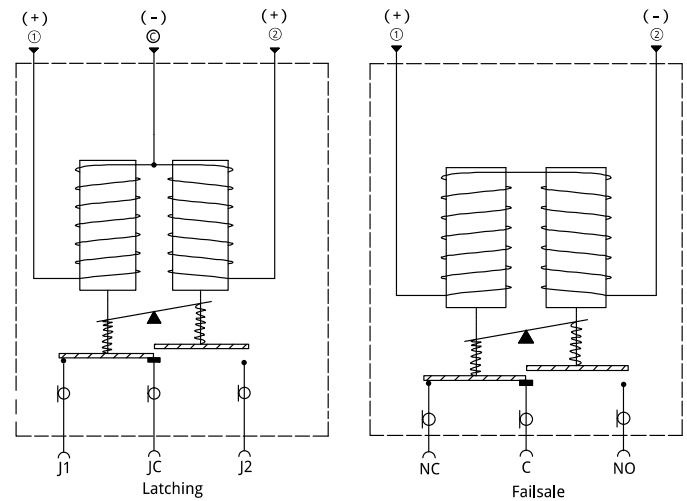 (+) (-) (+)
① Ⓒ ②
J1 JC J2
Latching
(+) (-)
① ②
NC C NO
Failsale